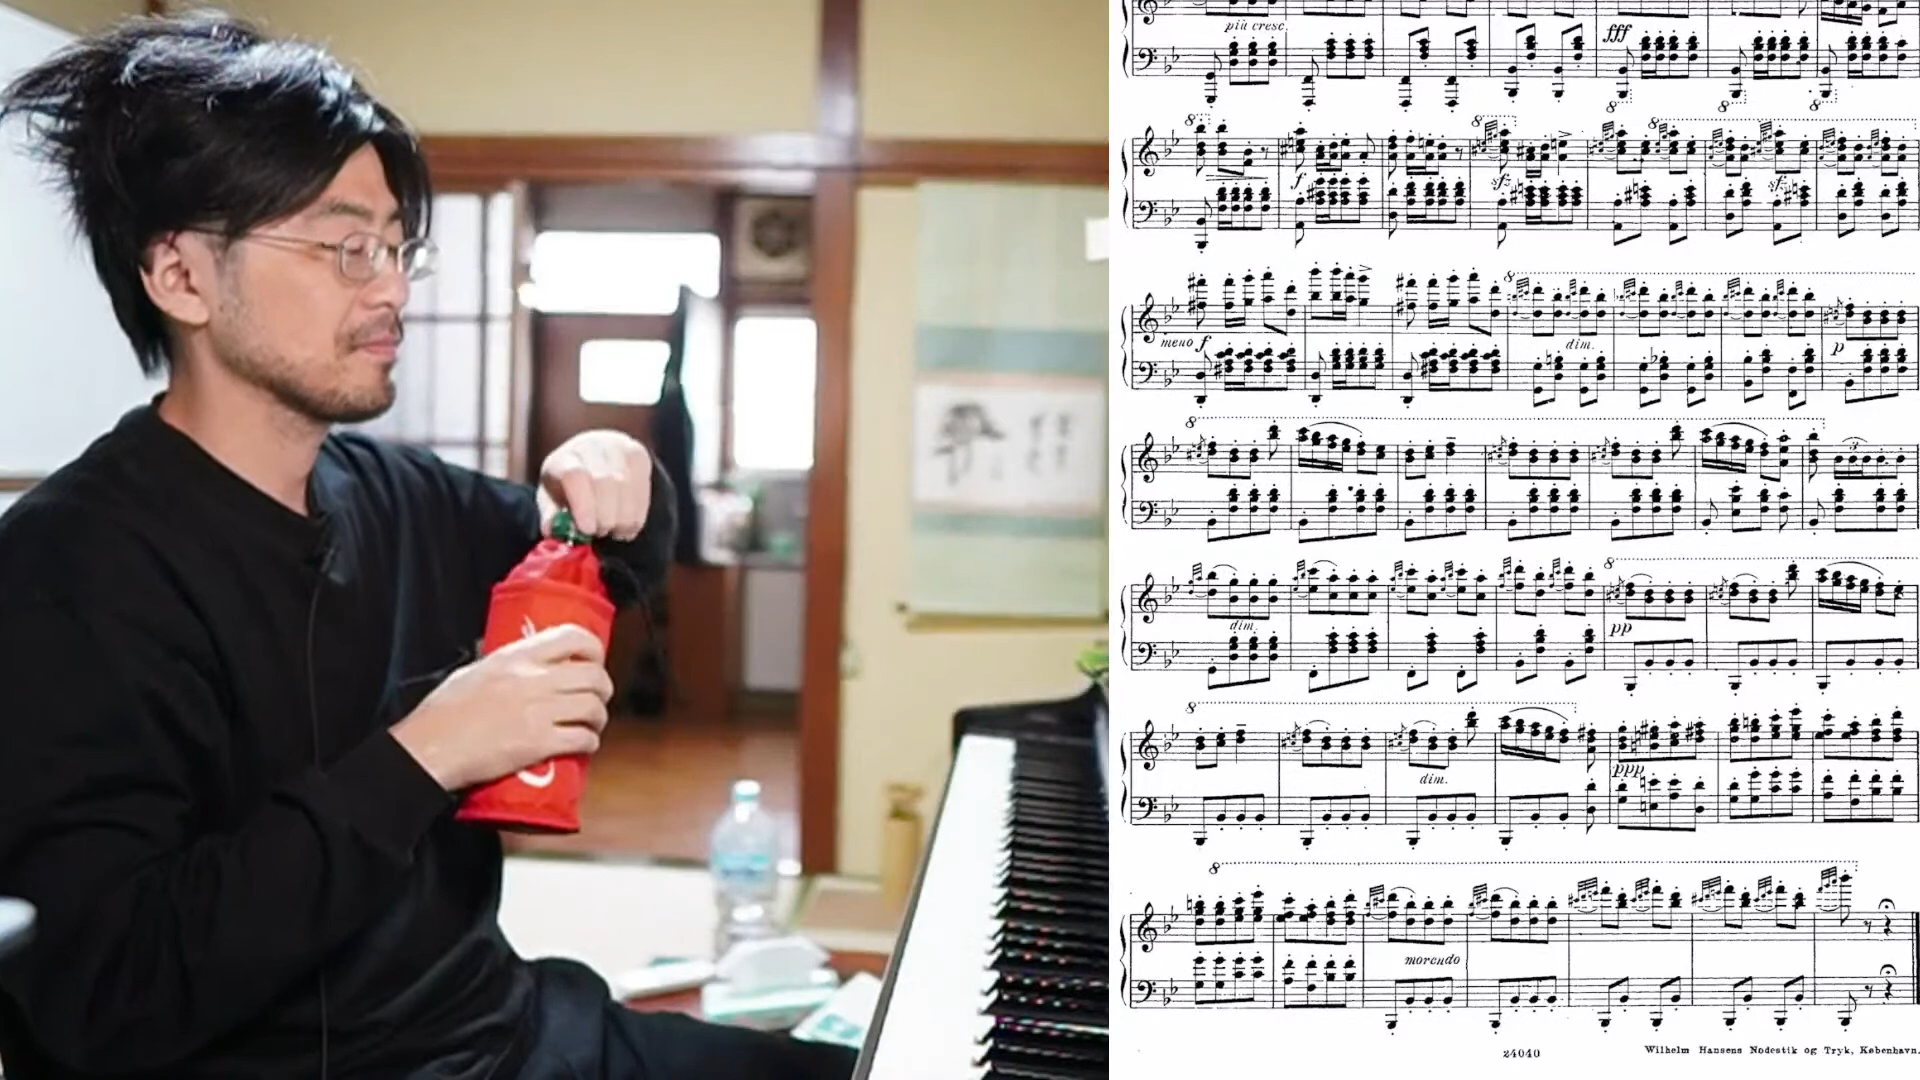 più cresc.
fff
8 8 8
8 8 8
f sf sf
8
meno f dim. p
8
8
dim. pp
8
dim. ppp
8
morendo
24040 Wilhelm Hansens Nodestik og Tryk, København.